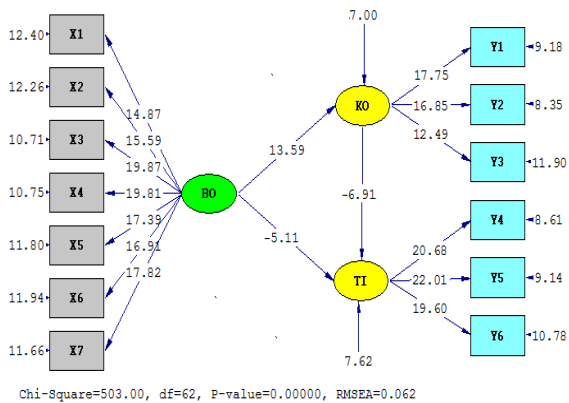 7.00
12.40 X1 Y1 9.18
17.75
12.26 X2 14.87 KO 16.85 Y2 8.35
15.59 12.49
10.71 X3 19.87 13.59 Y3 11.90
10.75 X4 19.81 BO -6.91
17.39 Y4 8.61
11.80 X5 16.91 -5.11 20.68
17.82 TI 22.01 Y5 9.14
11.94 X6 19.60
Y6 10.78
11.66 X7 7.62
Chi-Square=503.00, df=62, P-value=0.00000, RMSEA=0.062